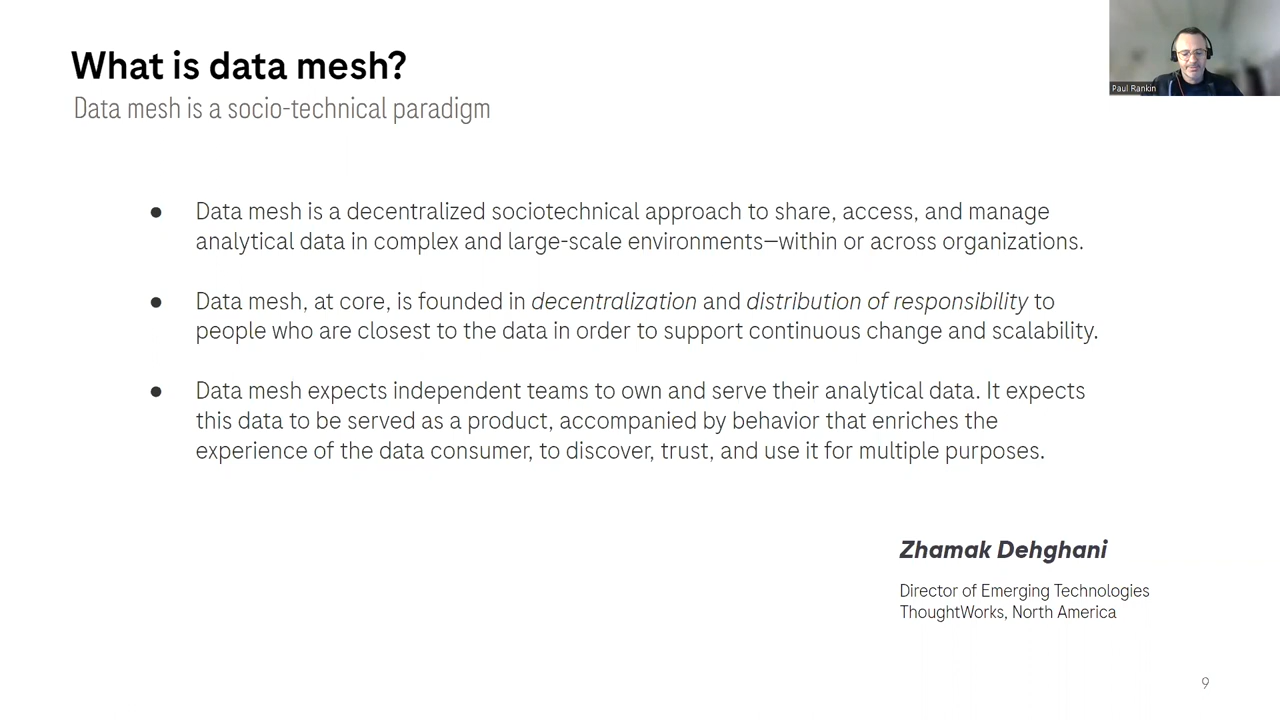 What is data mesh?
Data mesh is a socio-technical paradigm
Paul Rankin
● Data mesh is a decentralized sociotechnical approach to share, access, and manage
analytical data in complex and large-scale environments—within or across organizations.
● Data mesh, at core, is founded in decentralization and distribution of responsibility to
people who are closest to the data in order to support continuous change and scalability.
● Data mesh expects independent teams to own and serve their analytical data. It expects
this data to be served as a product, accompanied by behavior that enriches the
experience of the data consumer, to discover, trust, and use it for multiple purposes.
Zhamak Dehghani
Director of Emerging Technologies
ThoughtWorks, North America
9